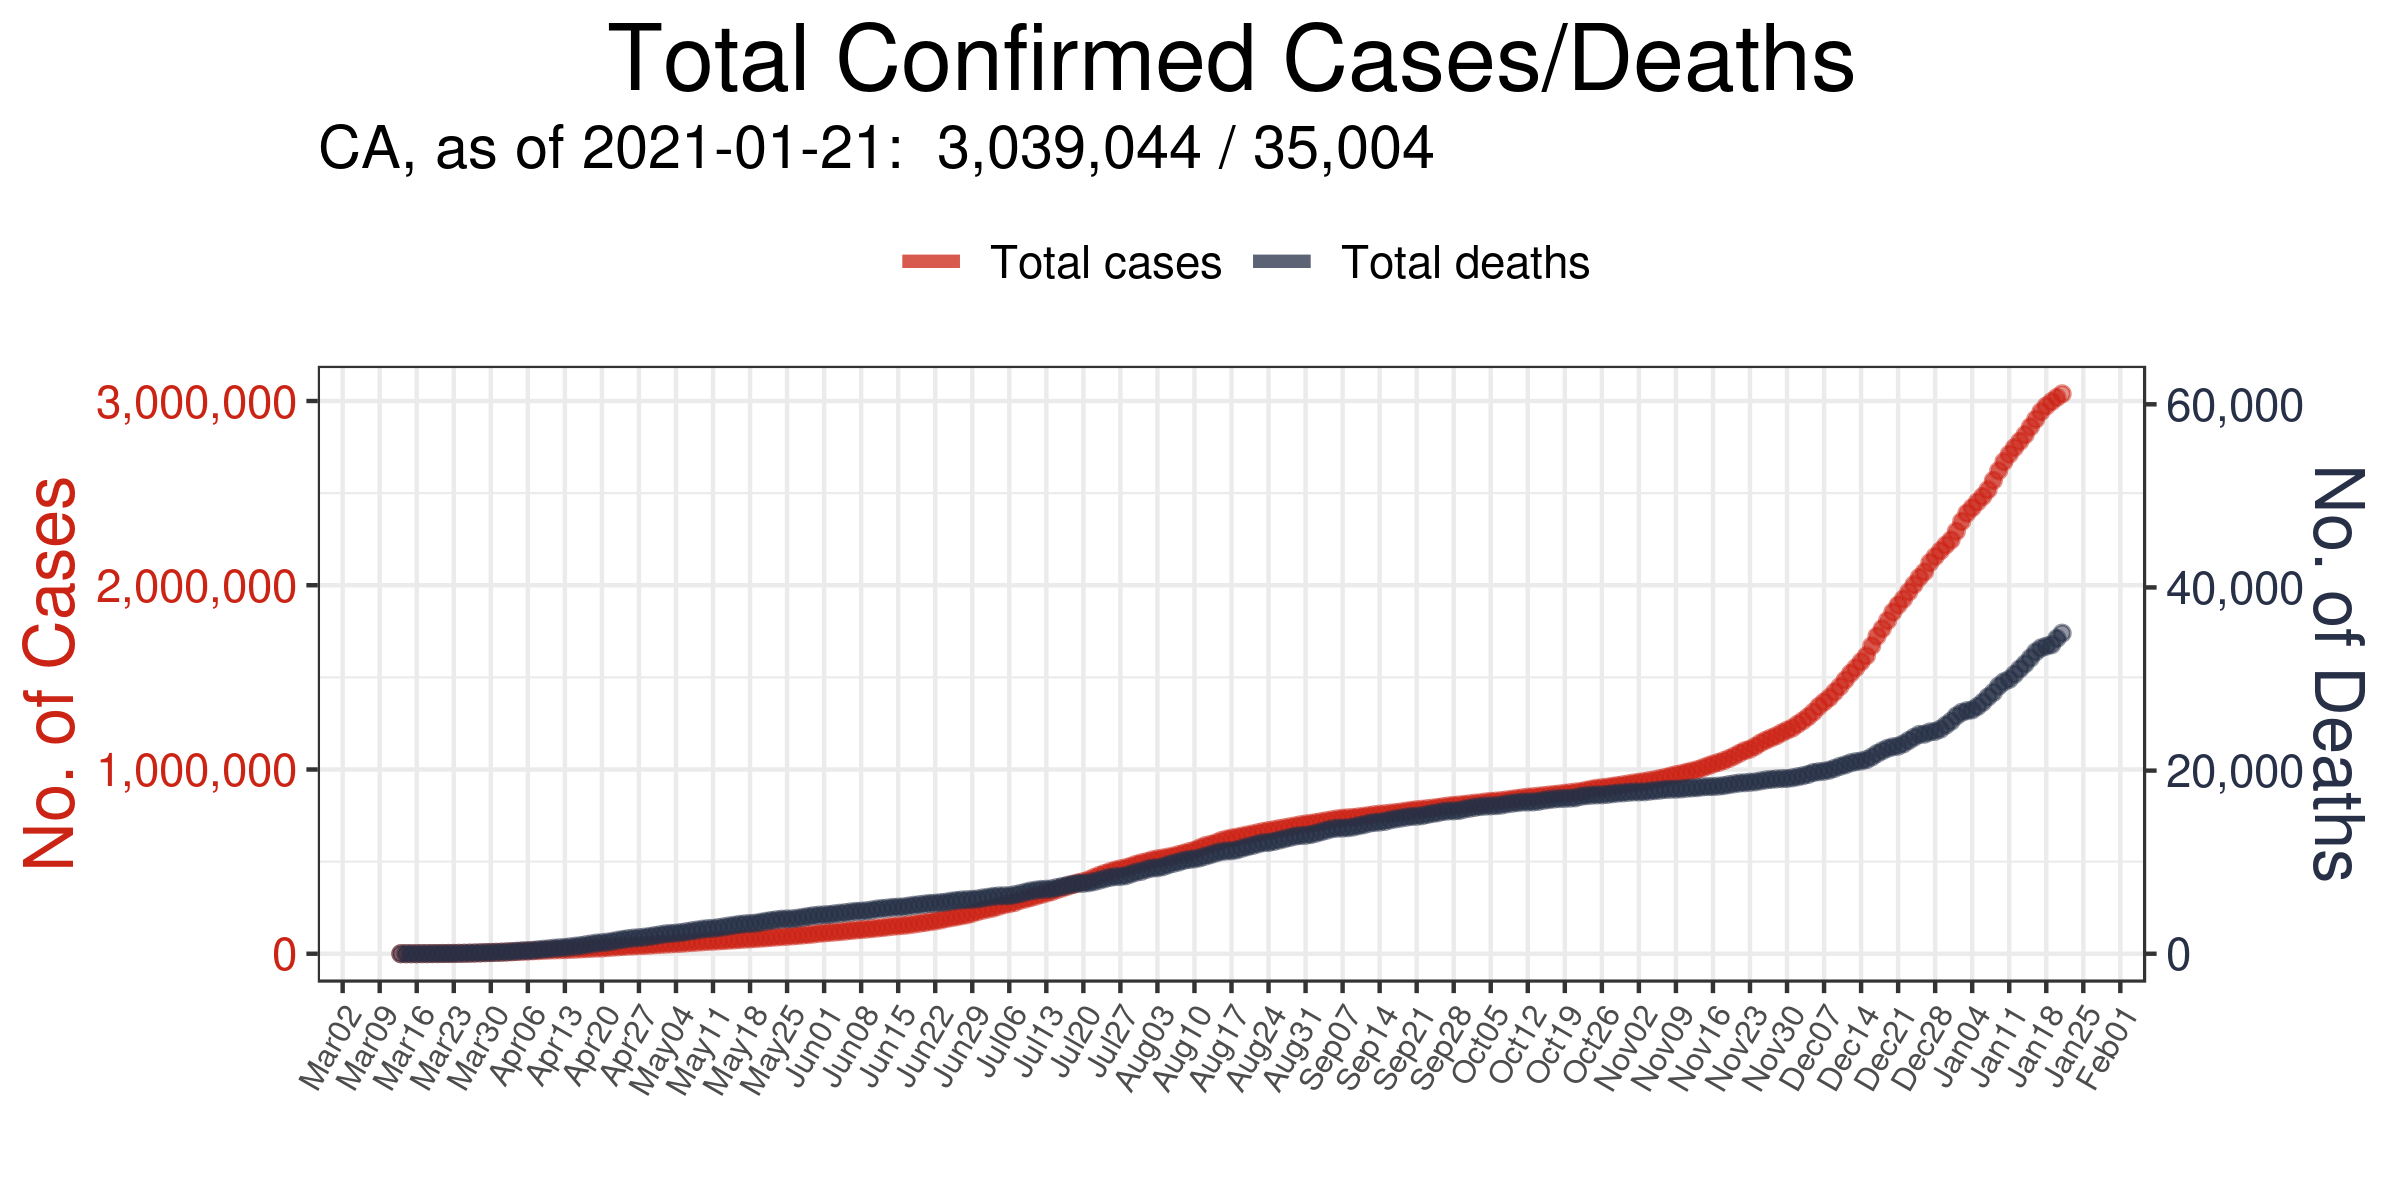 Total Confirmed Cases/Deaths
CA, as of 2021-01-21:  3,039,044 / 35,004
Total cases
Total deaths
No. of Cases
3,000,000
2,000,000
1,000,000
0
60,000
40,000
20,000
0
No. of Deaths
Mar02
Mar09
Mar16
Mar23
Mar30
Apr06
Apr13
Apr20
Apr27
May04
May11
May18
May25
Jun01
Jun08
Jun15
Jun22
Jun29
Jul06
Jul13
Jul20
Jul27
Aug03
Aug10
Aug17
Aug24
Aug31
Sep07
Sep14
Sep21
Sep28
Oct05
Oct12
Oct19
Oct26
Nov02
Nov09
Nov16
Nov23
Nov30
Dec07
Dec14
Dec21
Dec28
Jan04
Jan11
Jan18
Jan25
Feb01